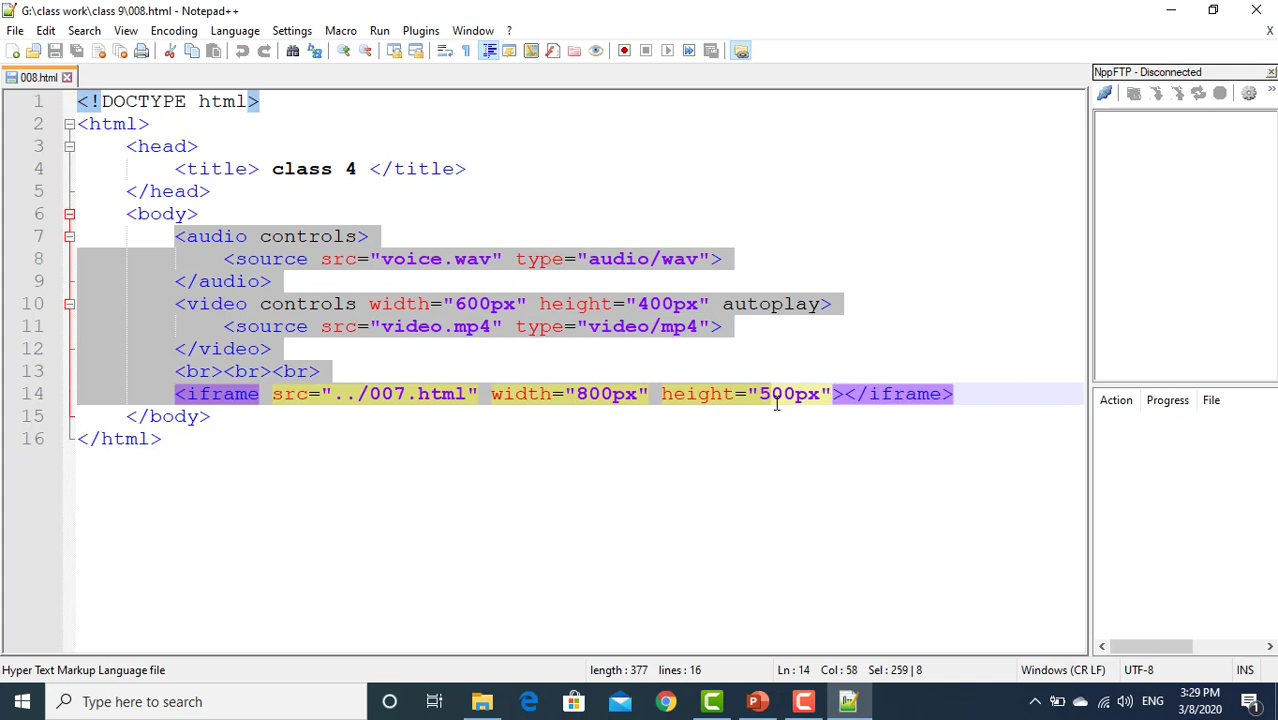 G:\class work\class 9\008.html - Notepad++
File Edit Search View Encoding Language Settings Macro Run Plugins Window ? X
008.html
NppFTP - Disconnected
1 <!DOCTYPE html>
2 <html>
3 <head>
4 <title> class 4 </title>
5 </head>
6 <body>
7 <audio controls>
8 <source src="voice.wav" type="audio/wav">
9 </audio>
10 <video controls width="600px" height="400px" autoplay>
11 <source src="video.mp4" type="video/mp4">
12 </video>
13 <br><br><br>
14 <iframe src="../007.html" width="800px" height="500px"></iframe>
15 </body>
16 </html>
Action Progress File
Hyper Text Markup Language file length : 377 lines : 16 Ln : 14 Col : 58 Sel : 259 | 8 Windows (CR LF) UTF-8 INS
Type here to search
ENG
3:29 PM
3/8/2020
1